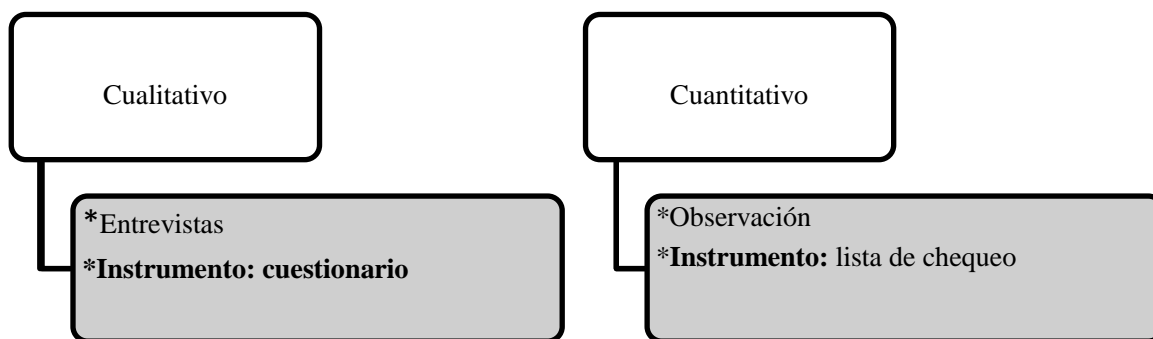 Cualitativo
*Entrevistas
*Instrumento: cuestionario
Cuantitativo
*Observación
*Instrumento: lista de chequeo